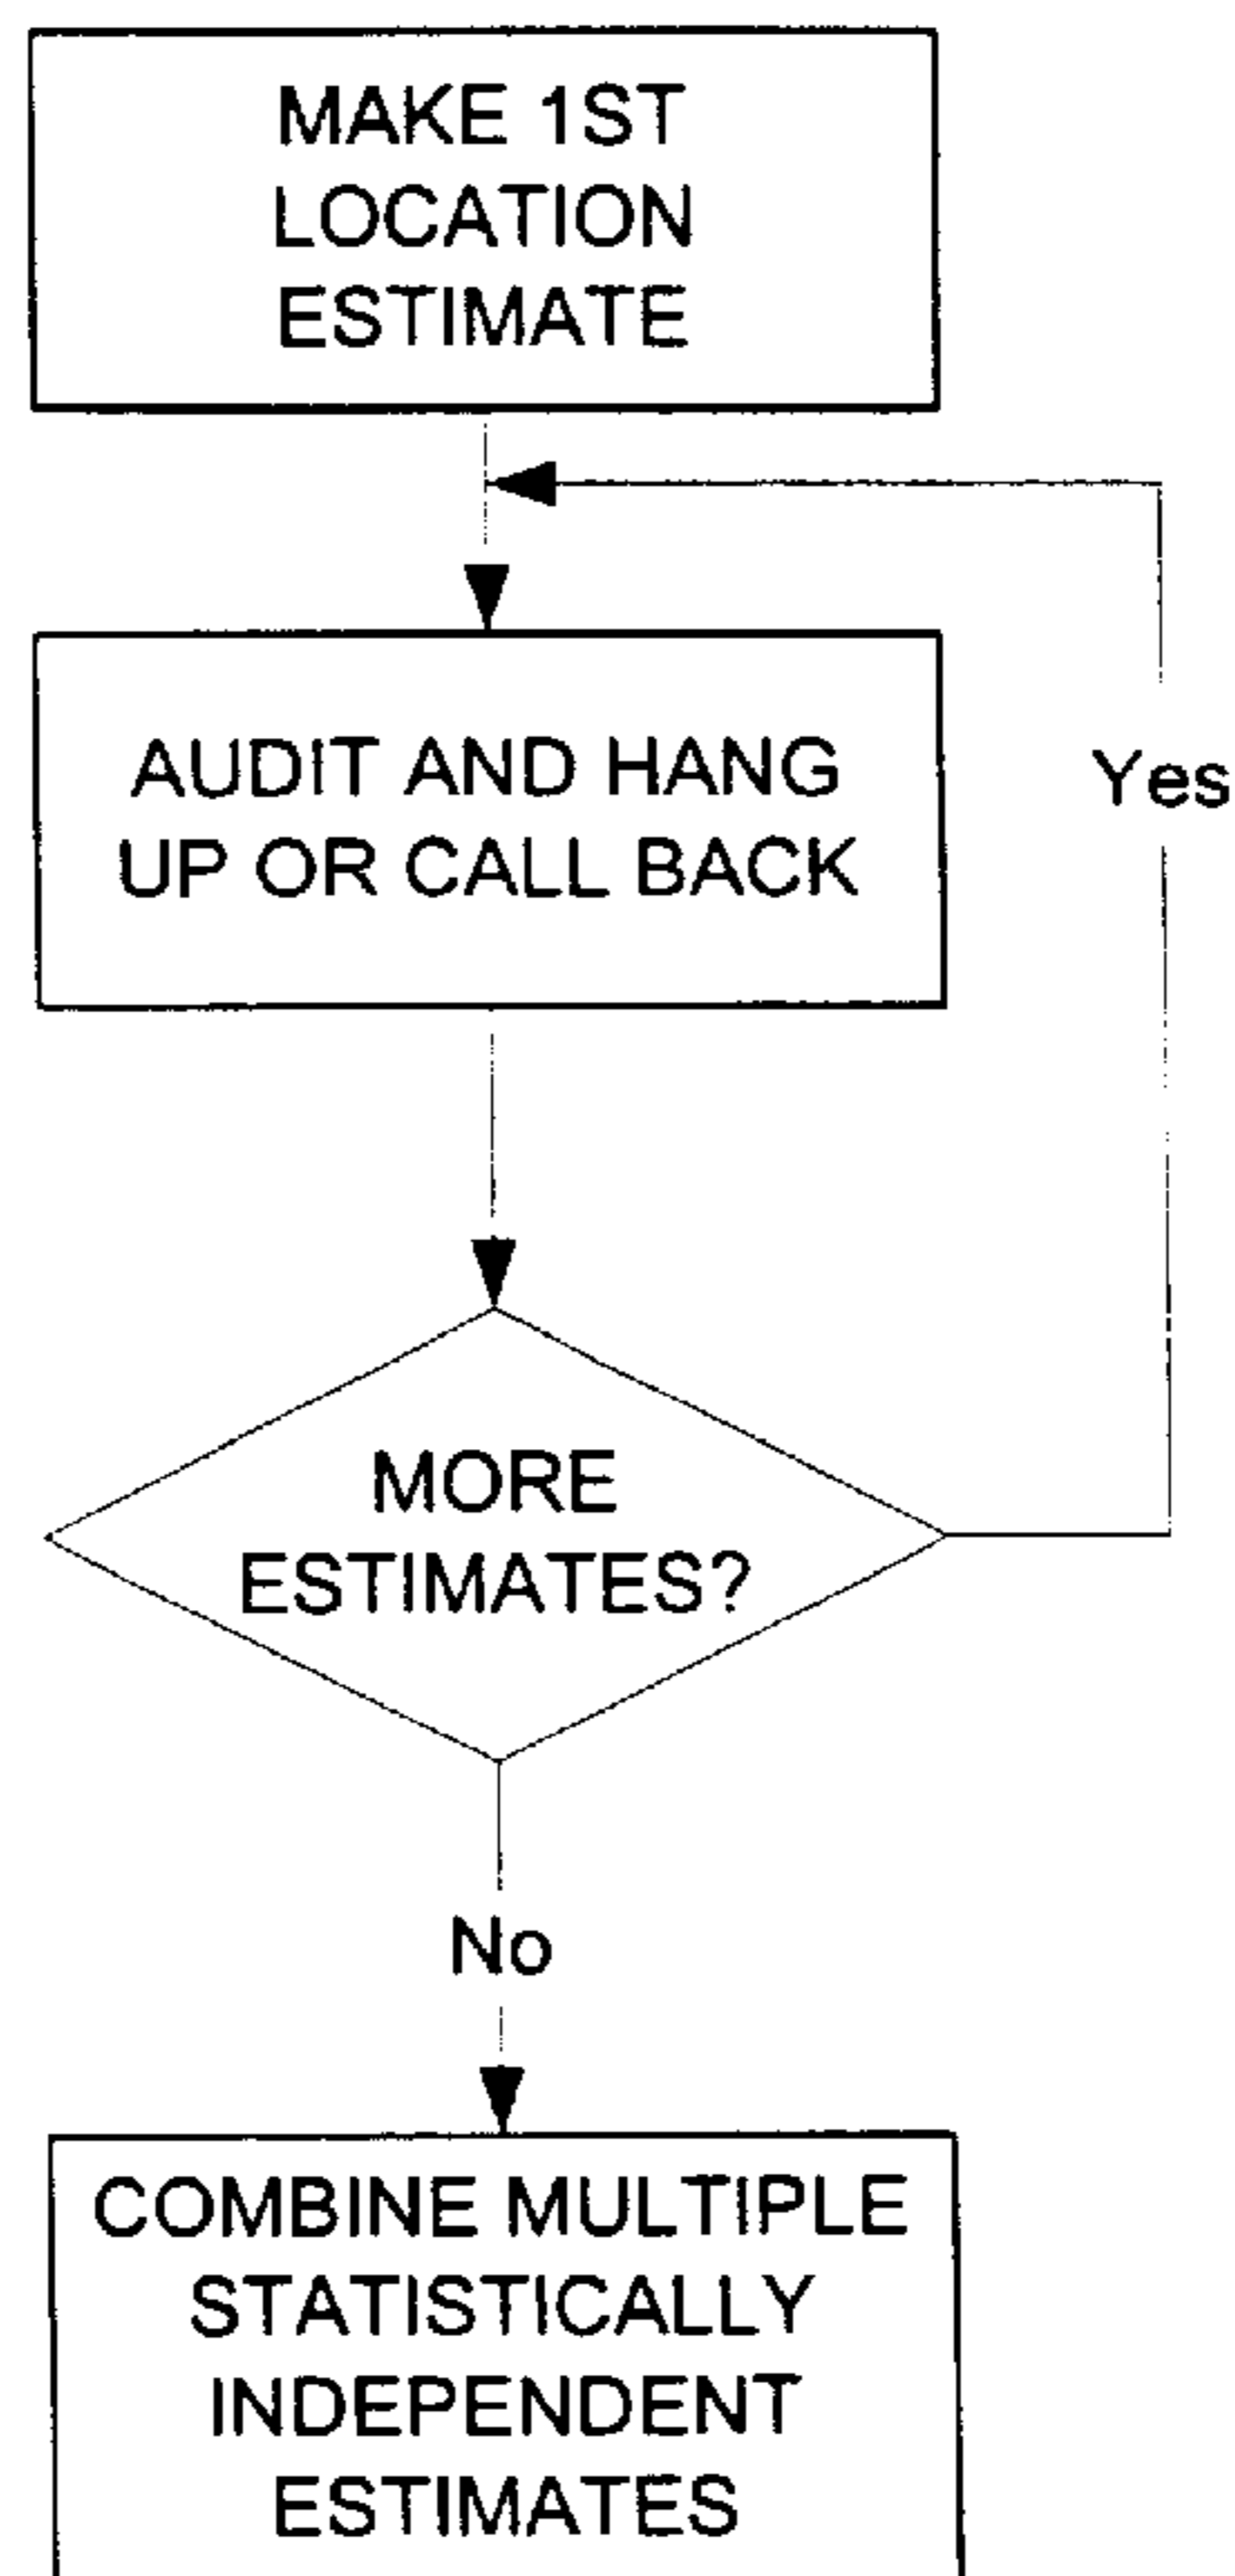 MAKE 1ST
LOCATION
ESTIMATE
AUDIT AND HANG
UP OR CALL BACK
Yes
MORE
ESTIMATES?
No
COMBINE MULTIPLE
STATISTICALLY
INDEPENDENT
ESTIMATES